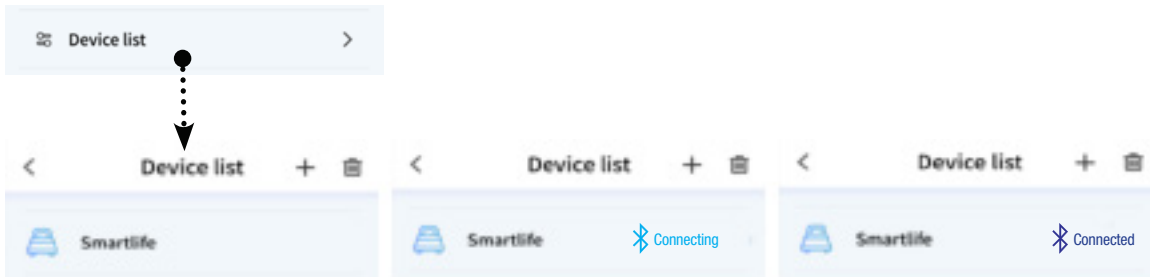 Device list
Device list
Smartlife
Device list
Smartlife Connecting
Device list
Smartlife Connected